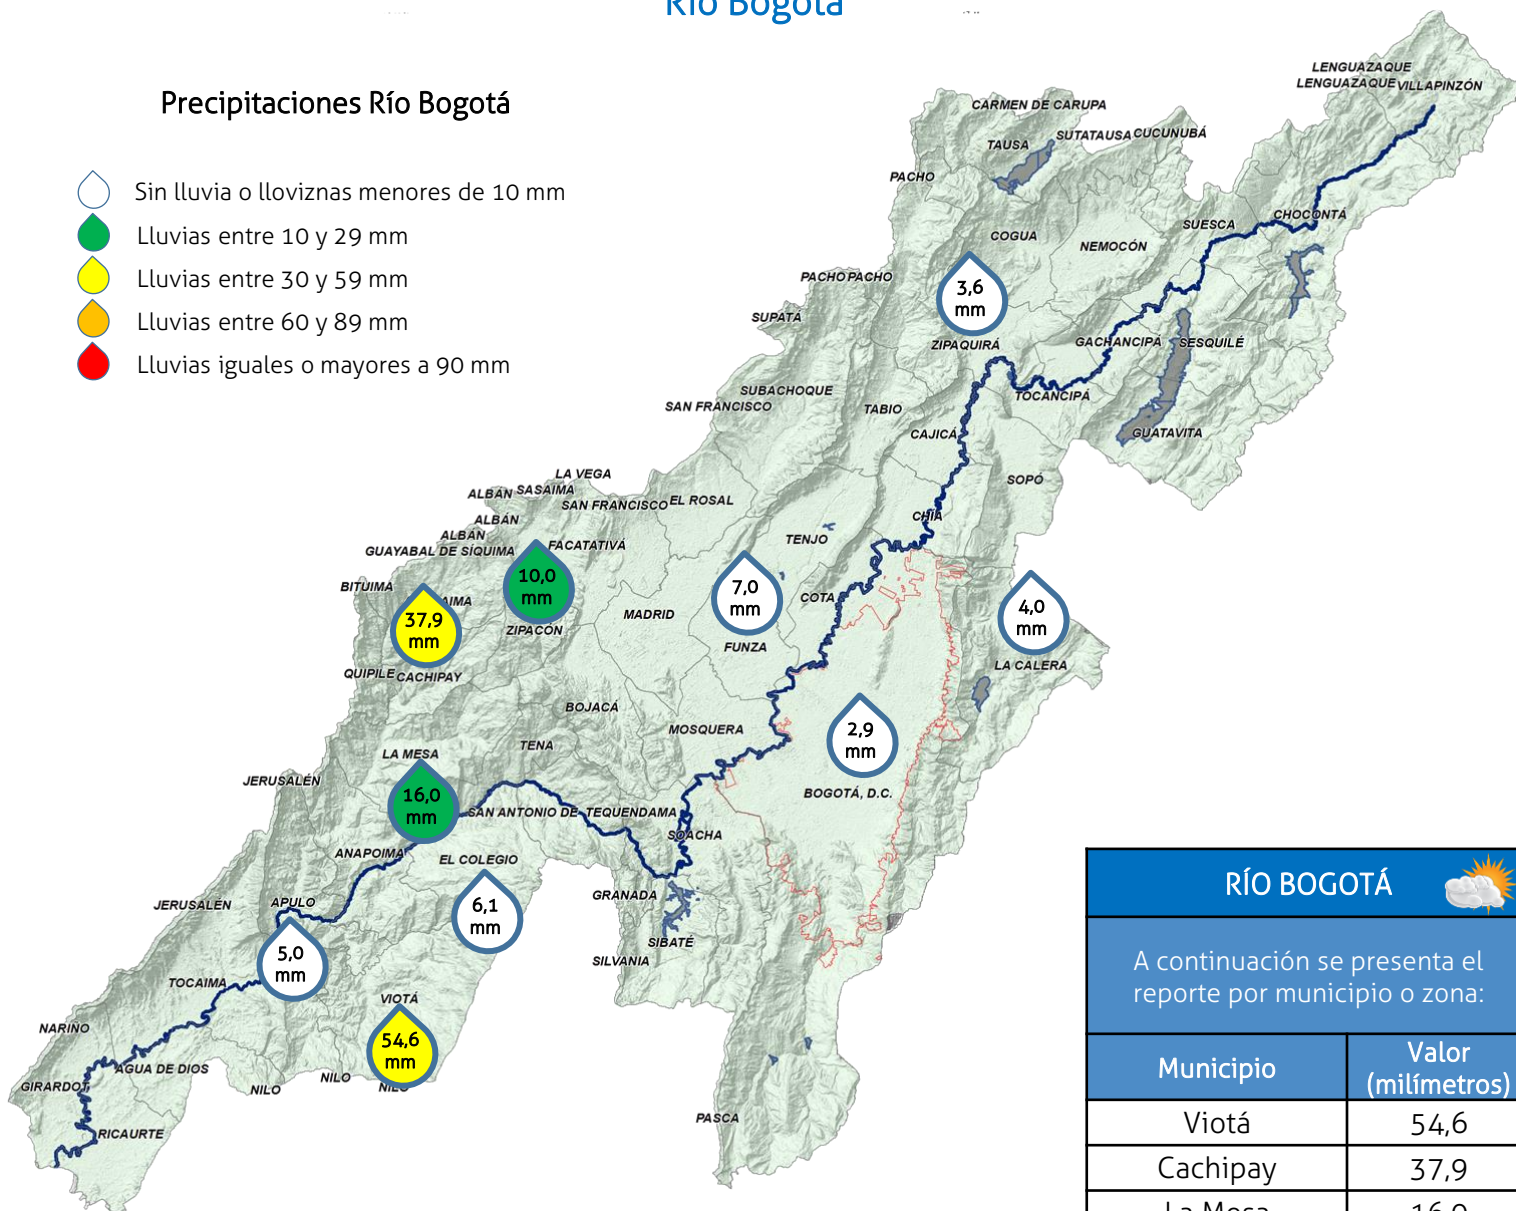 Río Bogotá
Precipitaciones Río Bogotá
Sin lluvia o lloviznas menores de 10 mm
Lluvias entre 10 y 29 mm
Lluvias entre 30 y 59 mm
Lluvias entre 60 y 89 mm
Lluvias iguales o mayores a 90 mm
LENGUAZAQUE
LENGUAZAQUE VILLAPINZÓN
CARMEN DE CARUPA
TAUSA
SUTATAUSA CUCUNUBÁ
PACHO
CHOCONTÁ
SUESCA
COGUA
NEMOCÓN
PACHO PACHO
3,6
mm
SUPATÁ
ZIPAQUIRÁ
GACHANCIPÁ
SESQUILÉ
SUBACHOQUE
SAN FRANCISCO
TABIO
TOCANCIPÁ
CAJICÁ
GUATAVITA
LA VEGA
SOPÓ
ALBÁN
SASAIMA
SAN FRANCISCO
EL ROSAL
ALBÁN
CHÍA
ALBÁN
GUAYABAL DE SÍQUIMA
FACATATIVÁ
TENJO
BITUIMA
10,0
mm
7,0
mm
COTA
AIMA
37,9
mm
MADRID
4,0
mm
ZIPACÓN
FUNZA
LA CALERA
QUIPILE
CACHIPAY
BOJACÁ
MOSQUERA
2,9
mm
TENA
LA MESA
JERUSALÉN
BOGOTÁ, D.C.
16,0
mm
SAN ANTONIO DE TEQUENDAMA
SOACHA
ANAPOIMA
EL COLEGIO
GRANADA
JERUSALÉN
APULO
6,1
mm
SIBATÉ
5,0
mm
SILVANIA
TOCAIMA
VIOTÁ
NARIÑO
54,6
mm
AGUA DE DIOS
GIRARDOT
NILO
NILO
NILO
PASCA
RICAURTE
RÍO BOGOTÁ
A continuación se presenta el
reporte por municipio o zona:
Municipio
Valor
(milímetros)
Viotá
54,6
Cachipay
37,9
La Mesa
16,0